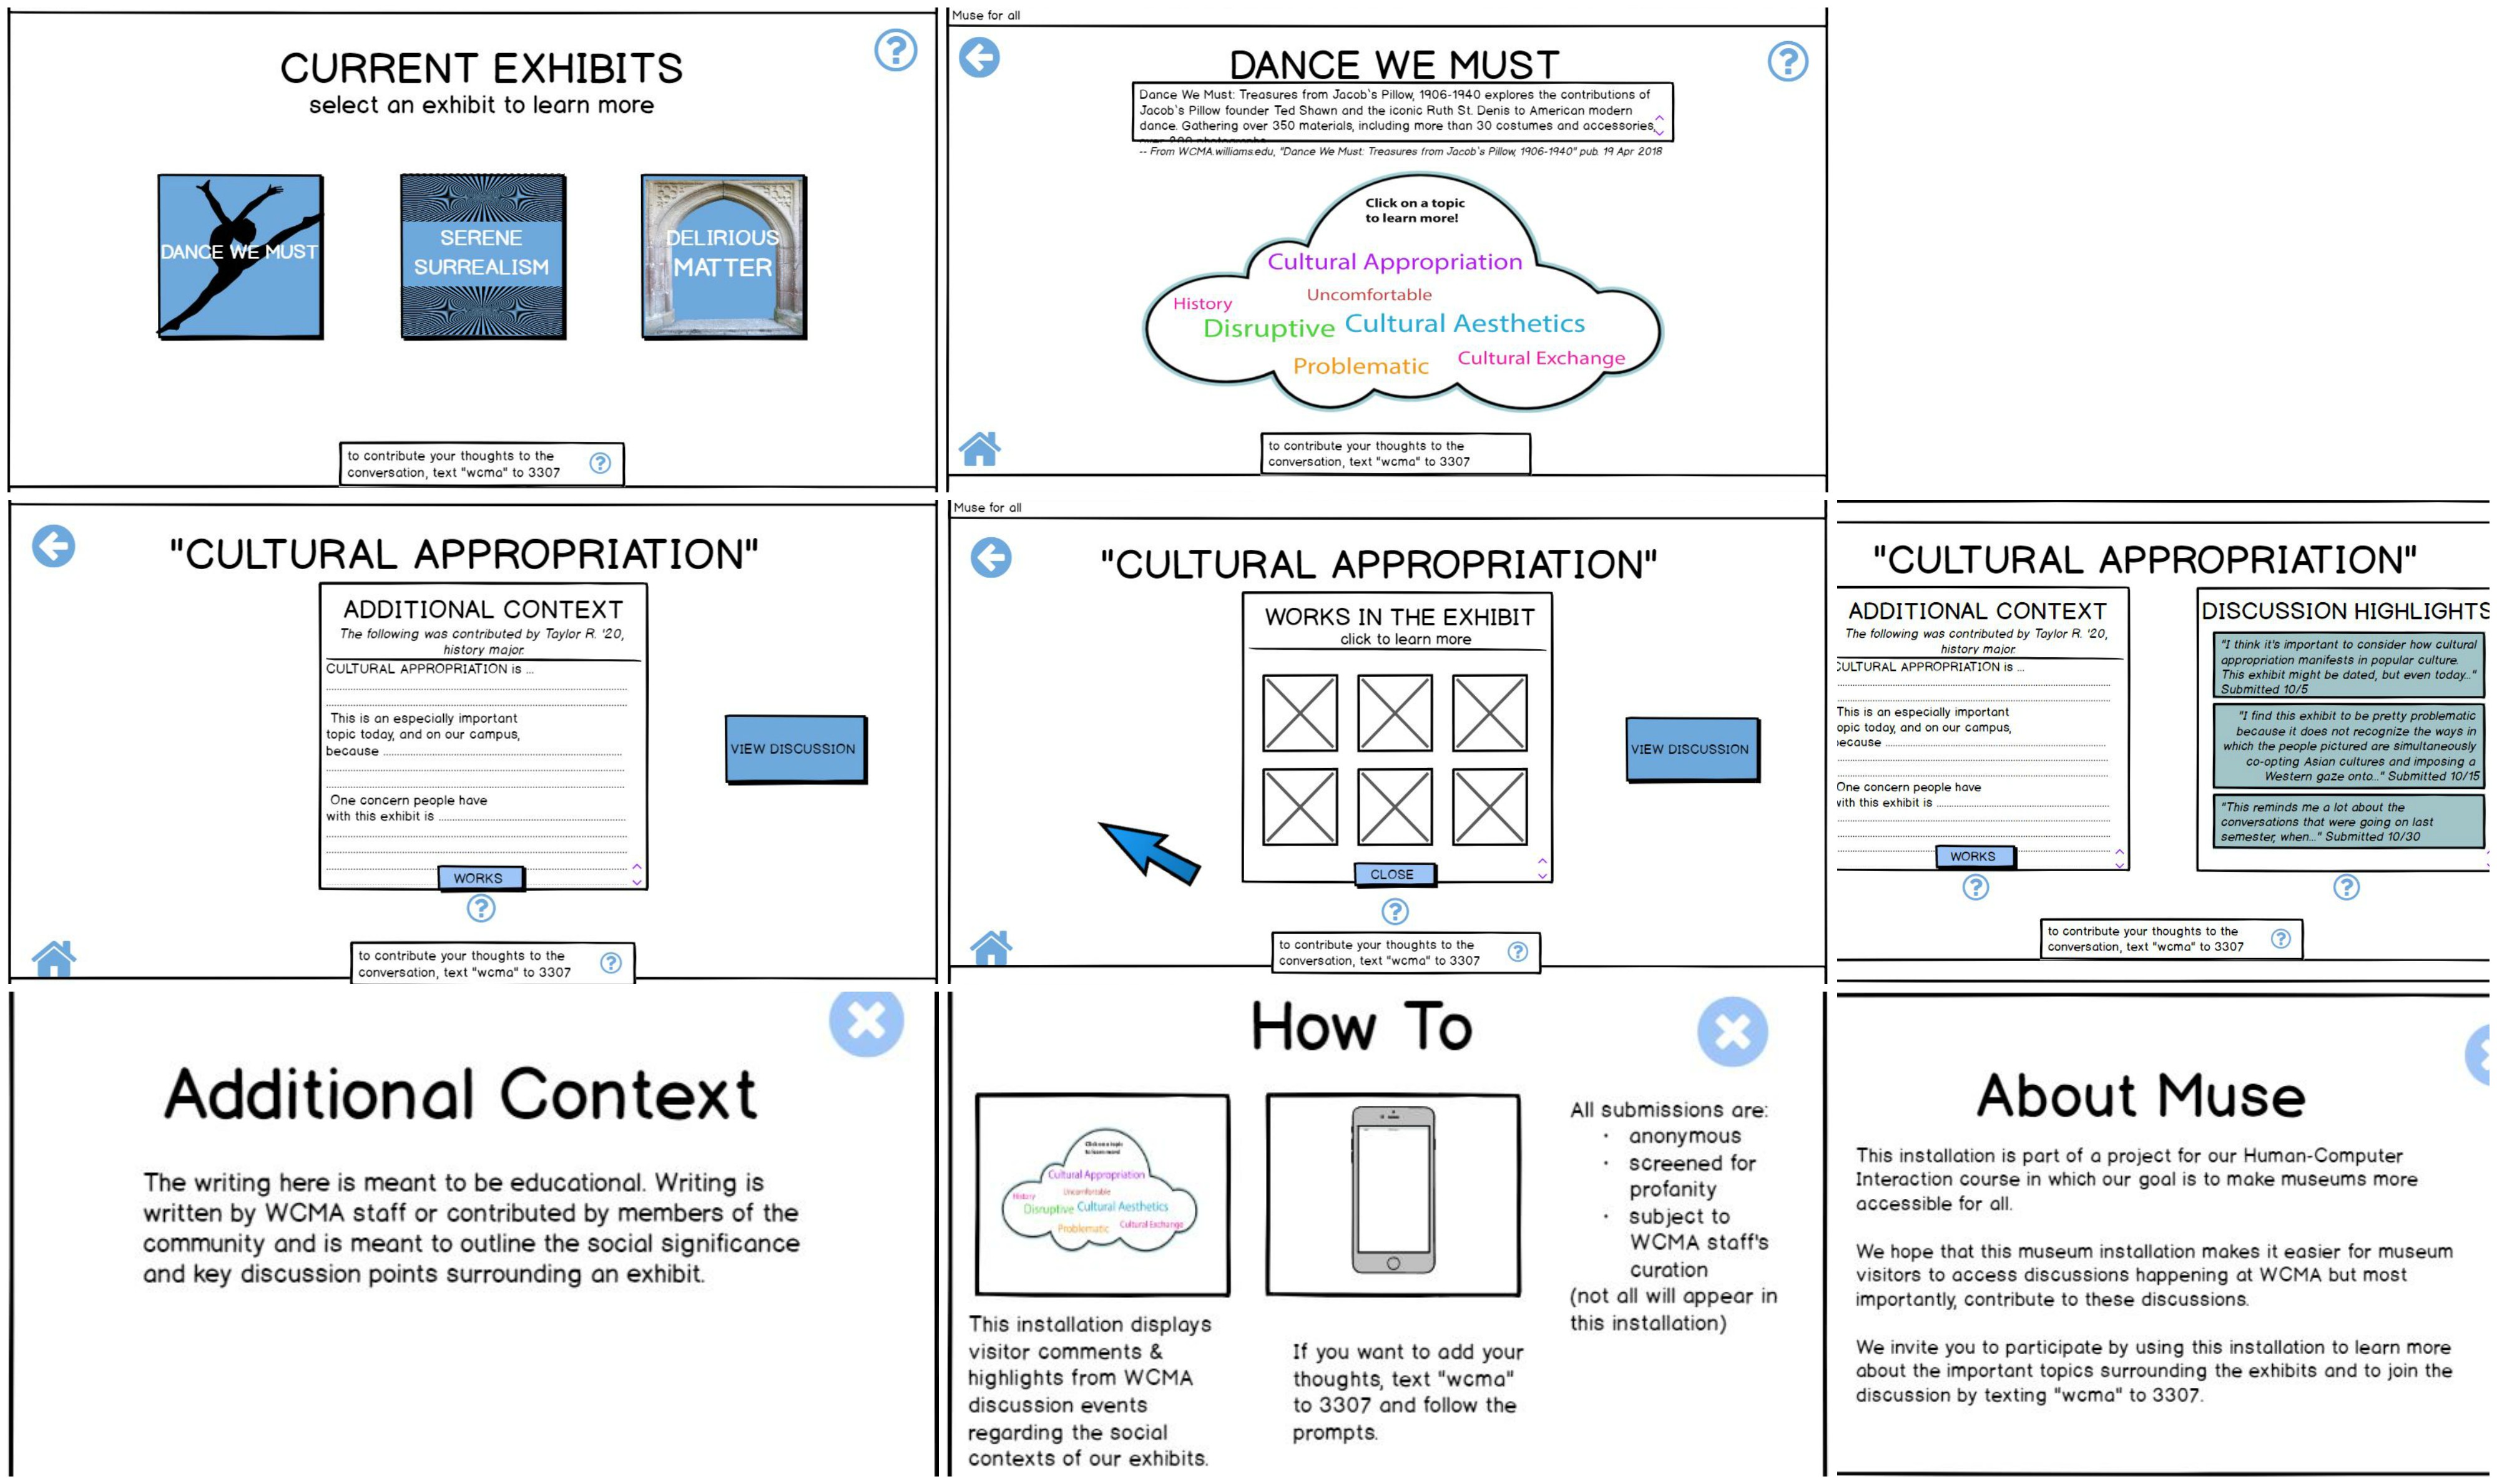 CURRENT EXHIBITS
select an exhibit to learn more
DANCE WE MUST
SERENE
SURREALISM
DELIRIOUS
MATTER
to contribute your thoughts to the
conversation, text "wcma" to 3307
Muse for all
DANCE WE MUST
Dance We Must: Treasures from Jacob`s Pillow, 1906-1940 explores the contributions of
Jacob`s Pillow founder Ted Shawn and the iconic Ruth St. Denis to American modern
dance. Gathering over 350 materials, including more than 30 costumes and accessories,
-- From WCMA.williams.edu, "Dance We Must: Treasures from Jacob`s Pillow, 1906-1940" pub. 19 Apr 2018
Click on a topic
to learn more!
Cultural Appropriation
Uncomfortable
History
Disruptive
Cultural Aesthetics
Problematic
Cultural Exchange
to contribute your thoughts to the
conversation, text "wcma" to 3307
"CULTURAL APPROPRIATION"
ADDITIONAL CONTEXT
The following was contributed by Taylor R. '20,
history major.
CULTURAL APPROPRIATION is ...
This is an especially important
topic today, and on our campus,
because
One concern people have
with this exhibit is
WORKS
VIEW DISCUSSION
to contribute your thoughts to the
conversation, text "wcma" to 3307
Muse for all
"CULTURAL APPROPRIATION"
WORKS IN THE EXHIBIT
click to learn more
CLOSE
VIEW DISCUSSION
to contribute your thoughts to the
conversation, text "wcma" to 3307
"CULTURAL APPROPRIATION"
ADDITIONAL CONTEXT
The following was contributed by Taylor R. '20,
history major.
CULTURAL APPROPRIATION is ...
This is an especially important
opic today, and on our campus,
because
One concern people have
with this exhibit is
WORKS
DISCUSSION HIGHLIGHTS
"I think it's important to consider how cultural
appropriation manifests in popular culture.
This exhibit might be dated, but even today..."
Submitted 10/5
"I find this exhibit to be pretty problematic
because it does not recognize the ways in
which the people pictured are simultaneously
co-opting Asian cultures and imposing a
Western gaze onto..." Submitted 10/15
"This reminds me a lot about the
conversations that were going on last
semester, when..." Submitted 10/30
to contribute your thoughts to the
conversation, text "wcma" to 3307
Additional Context
The writing here is meant to be educational. Writing is
written by WCMA staff or contributed by members of the
community and is meant to outline the social significance
and key discussion points surrounding an exhibit.
How To
Click on a topic
to learn more!
Cultural Appropriation
Uncomfortable
History
Disruptive
Cultural Aesthetics
Problematic
Cultural Exchange
This installation displays
visitor comments &
highlights from WCMA
discussion events
regarding the social
contexts of our exhibits.
If you want to add your
thoughts, text "wcma"
to 3307 and follow the
prompts.
All submissions are:
· anonymous
· screened for
profanity
· subject to
WCMA staff's
curation
(not all will appear in
this installation)
About Muse
This installation is part of a project for our Human-Computer
Interaction course in which our goal is to make museums more
accessible for all.
We hope that this museum installation makes it easier for museum
visitors to access discussions happening at WCMA but most
importantly, contribute to these discussions.
We invite you to participate by using this installation to learn more
about the important topics surrounding the exhibits and to join the
discussion by texting "wcma" to 3307.